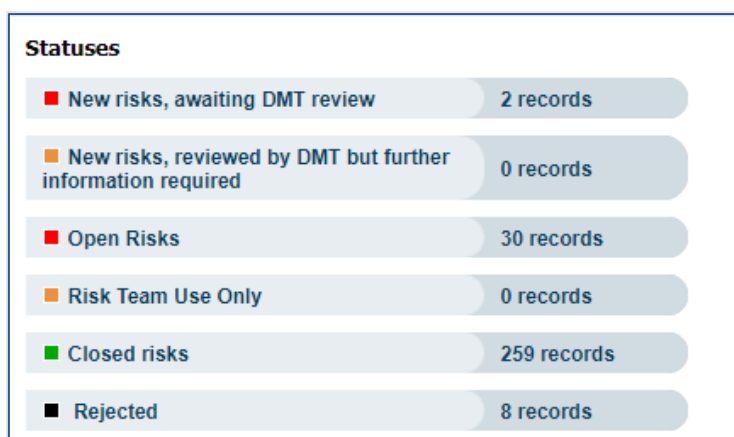 Statuses
New risks, awaiting DMT review 2 records
New risks, reviewed by DMT but further
information required 0 records
Open Risks 30 records
Risk Team Use Only 0 records
Closed risks 259 records
Rejected 8 records